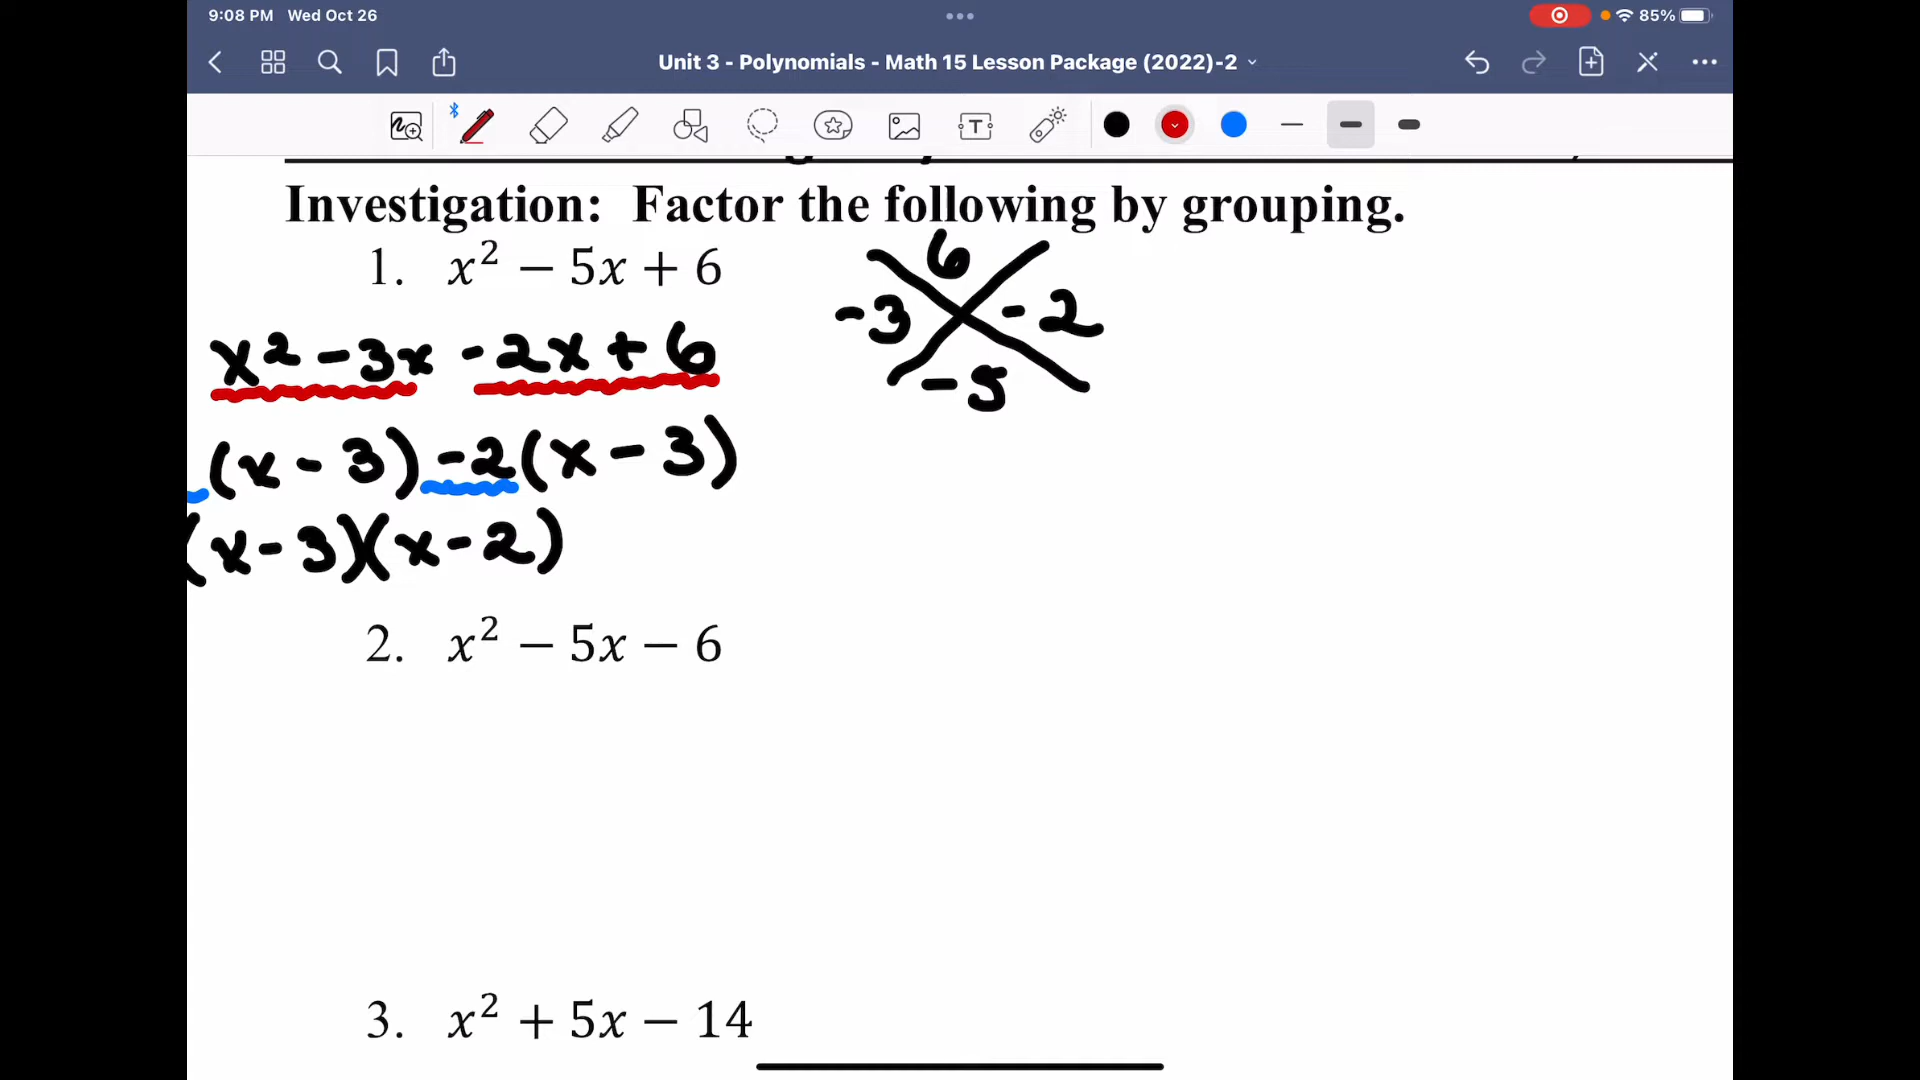 9:08 PM Wed Oct 26
85%
Unit 3 - Polynomials - Math 15 Lesson Package (2022)-2
Investigation: Factor the following by grouping.
1. x² − 5x + 6
6
-3 -2
-5
x² - 3x - 2x + 6
(x - 3) -2(x - 3)
(x - 3)(x - 2)
2. x² − 5x − 6
3. x² + 5x − 14